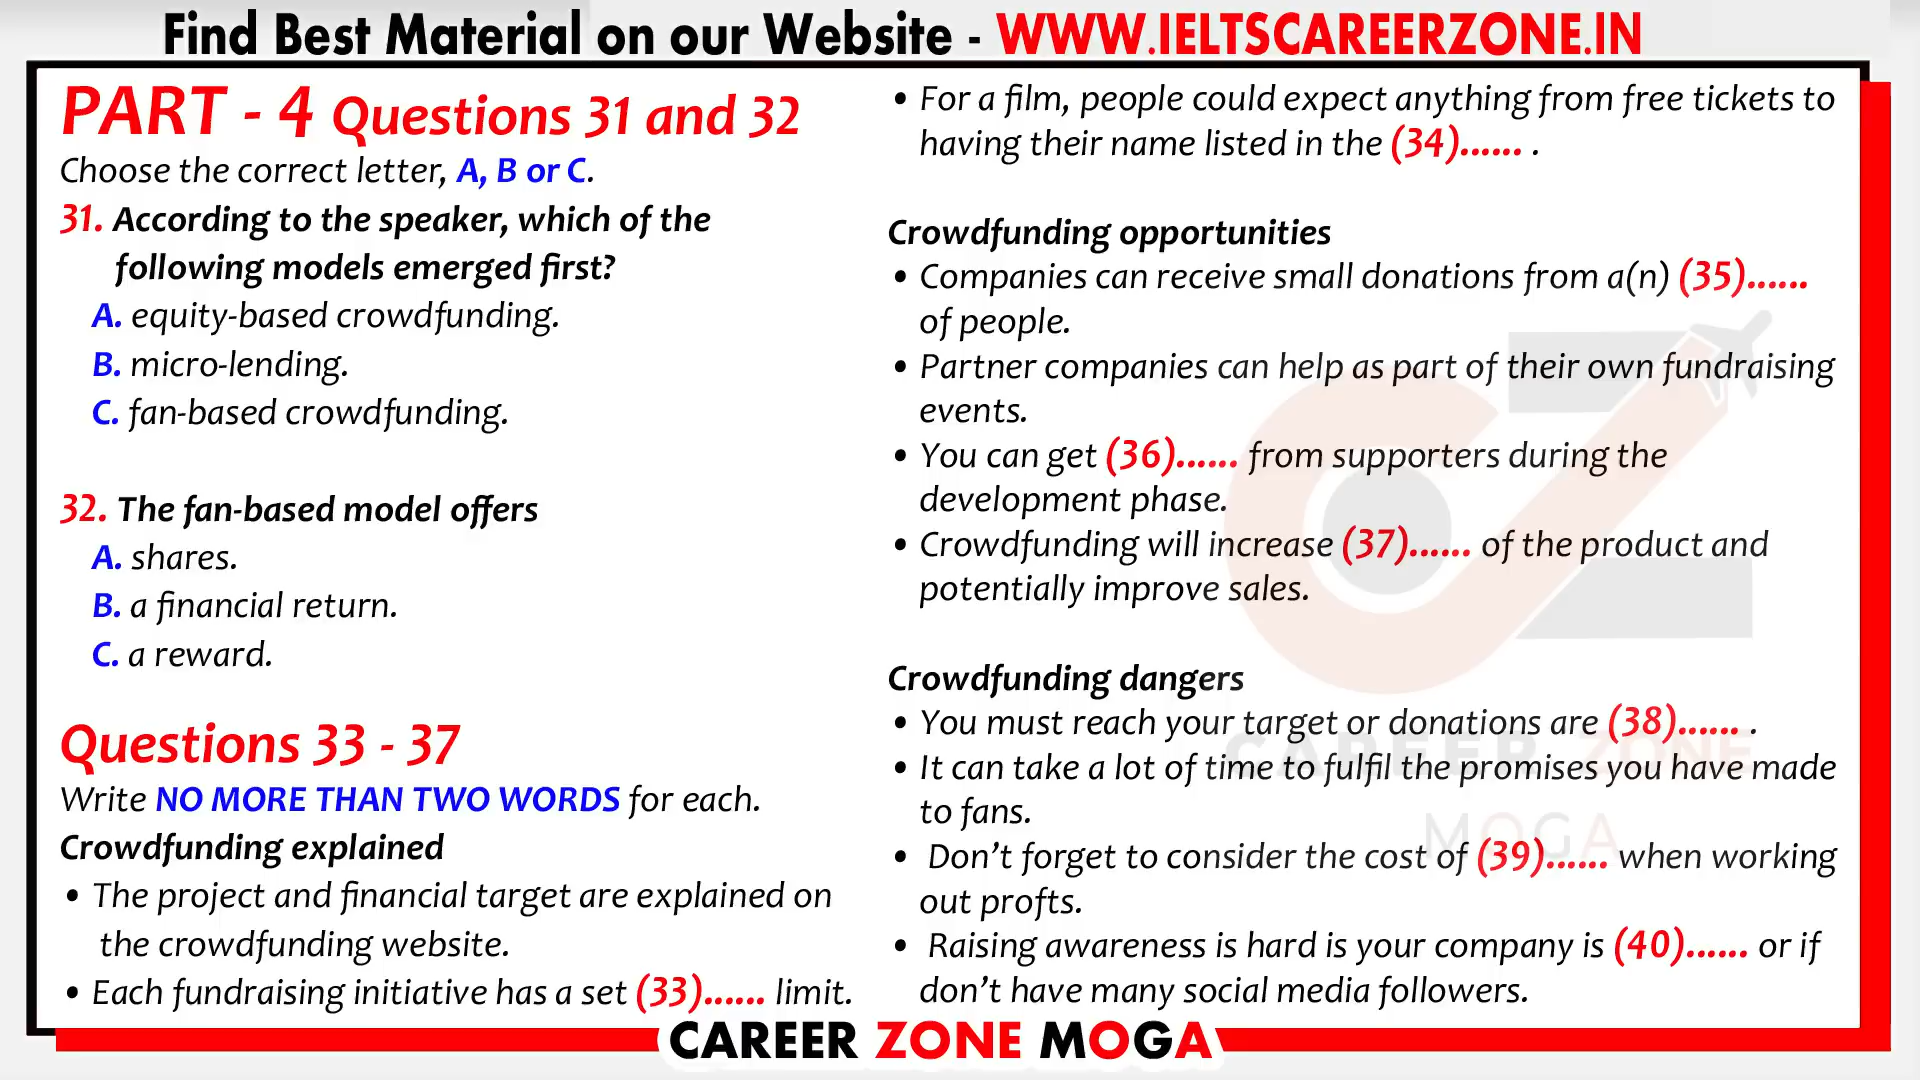 Find Best Material on our Website - WWW.IELTSCAREERZONE.IN
PART - 4 Questions 31 and 32
Choose the correct letter, A, B or C.
31. According to the speaker, which of the
following models emerged first?
A. equity-based crowdfunding.
B. micro-lending.
C. fan-based crowdfunding.
32. The fan-based model offers
A. shares.
B. a financial return.
C. a reward.
Questions 33 - 37
Write NO MORE THAN TWO WORDS for each.
Crowdfunding explained
• The project and financial target are explained on
the crowdfunding website.
• Each fundraising initiative has a set (33)...... limit.
• For a film, people could expect anything from free tickets to
having their name listed in the (34)...... .
Crowdfunding opportunities
• Companies can receive small donations from a(n) (35)......
of people.
• Partner companies can help as part of their own fundraising
events.
• You can get (36)...... from supporters during the
development phase.
• Crowdfunding will increase (37)...... of the product and
potentially improve sales.
Crowdfunding dangers
• You must reach your target or donations are (38)...... .
• It can take a lot of time to fulfil the promises you have made
to fans.
• Don't forget to consider the cost of (39)...... when working
out profts.
• Raising awareness is hard is your company is (40)...... or if
don't have many social media followers.
CAREER ZONE
MOGA
CAREER ZONE MOGA